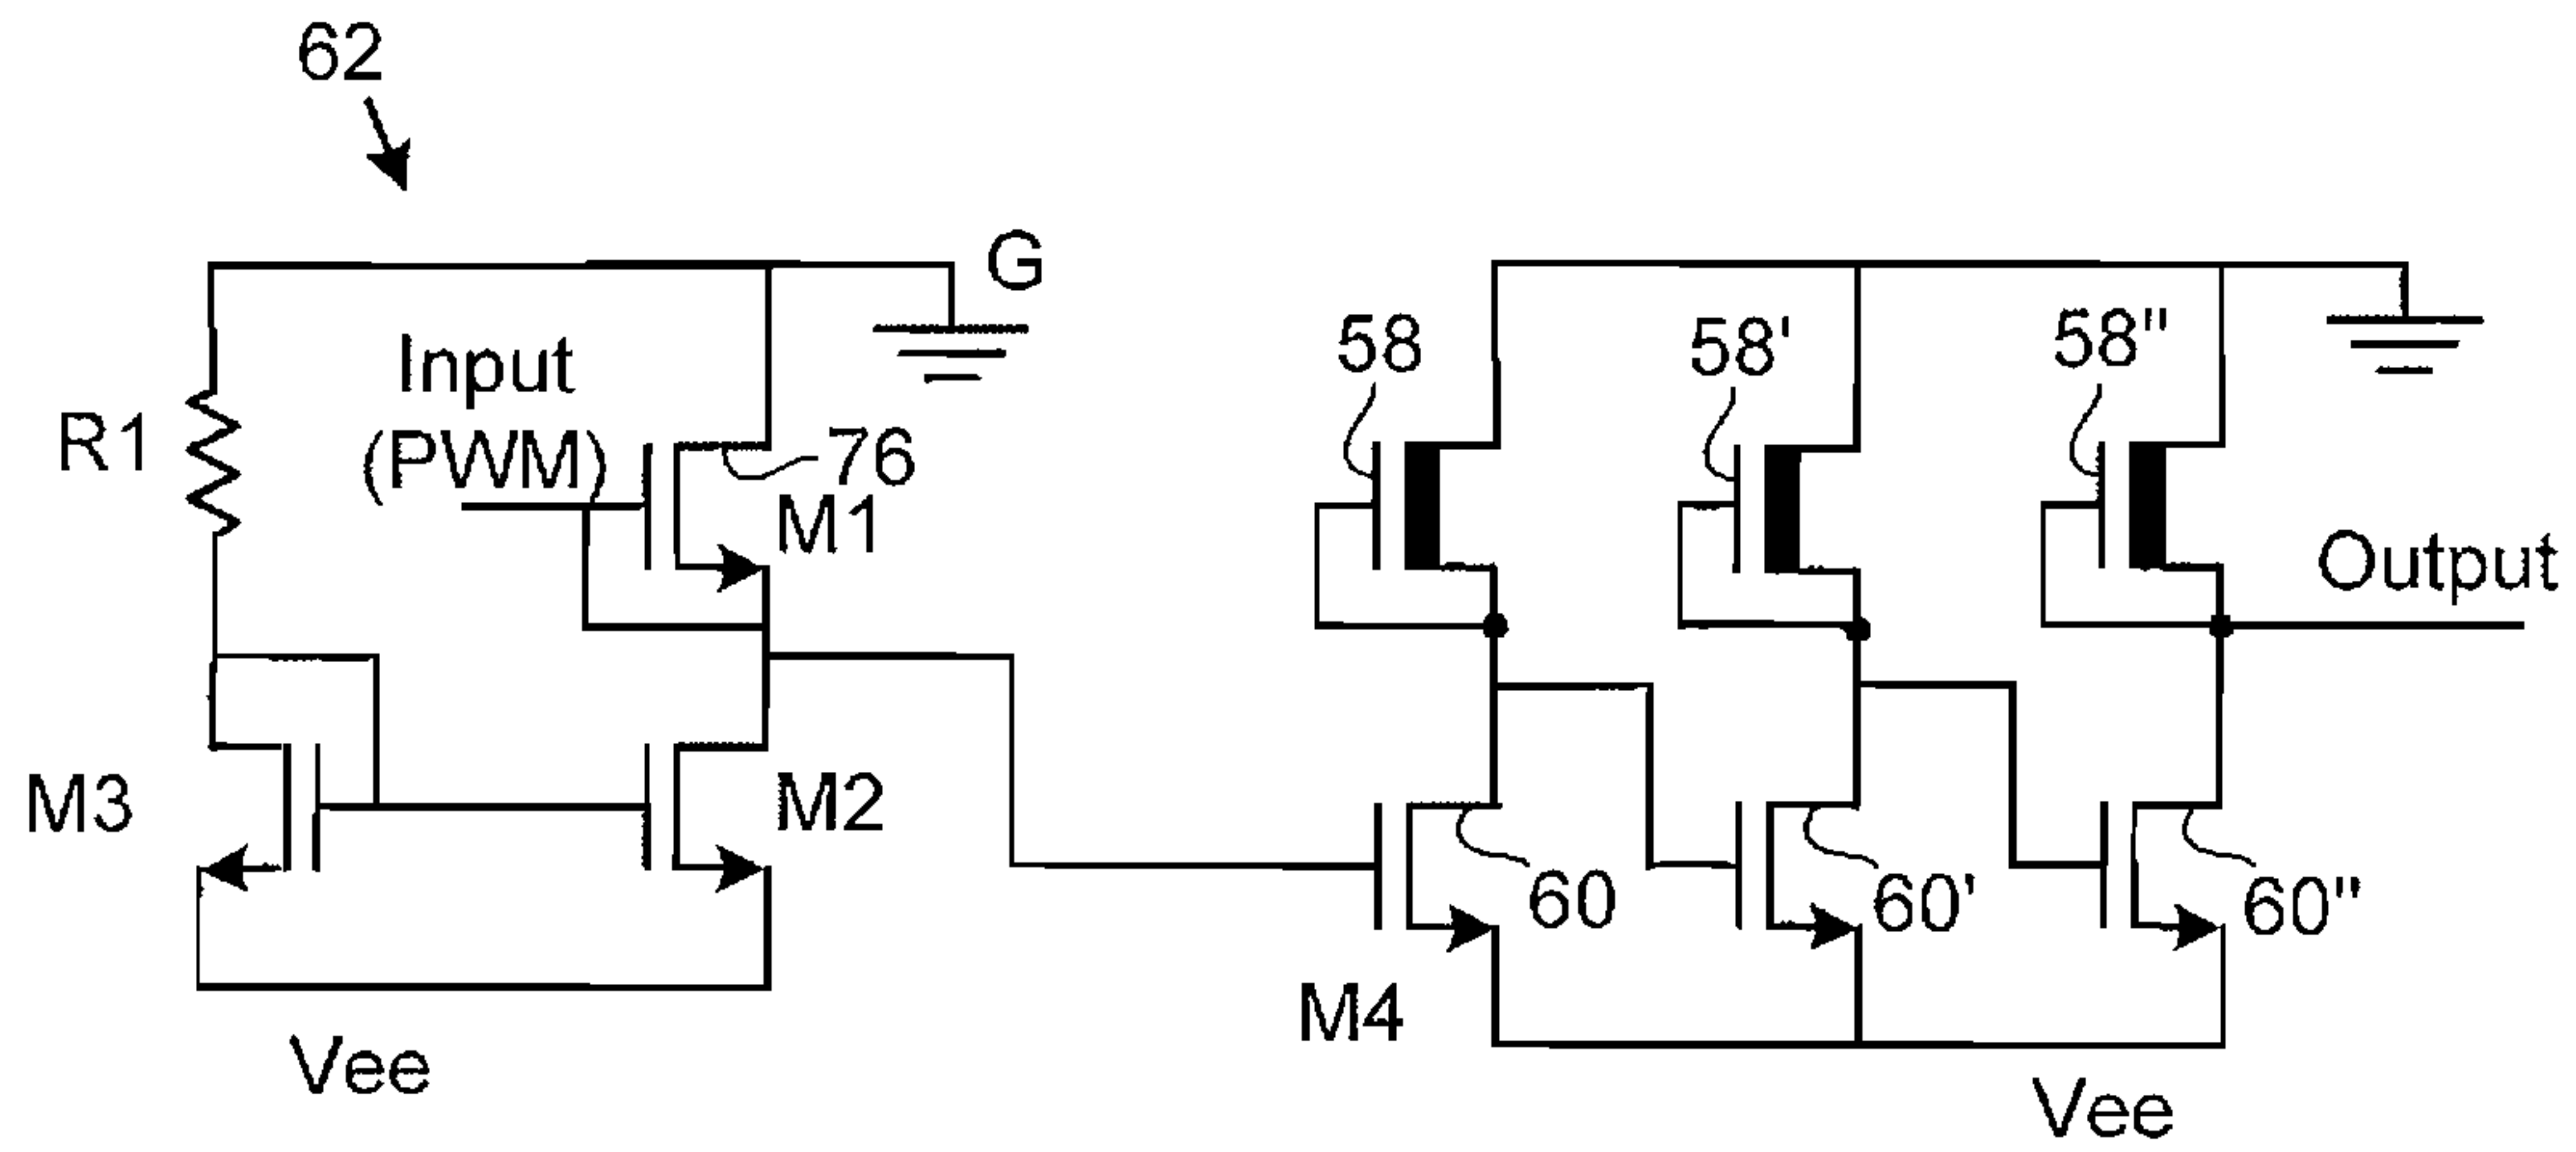 62
G
Input
(PWM)
R1
76
M1
58
58'
58"
Output
M3
M2
60
60'
60"
M4
Vee
Vee